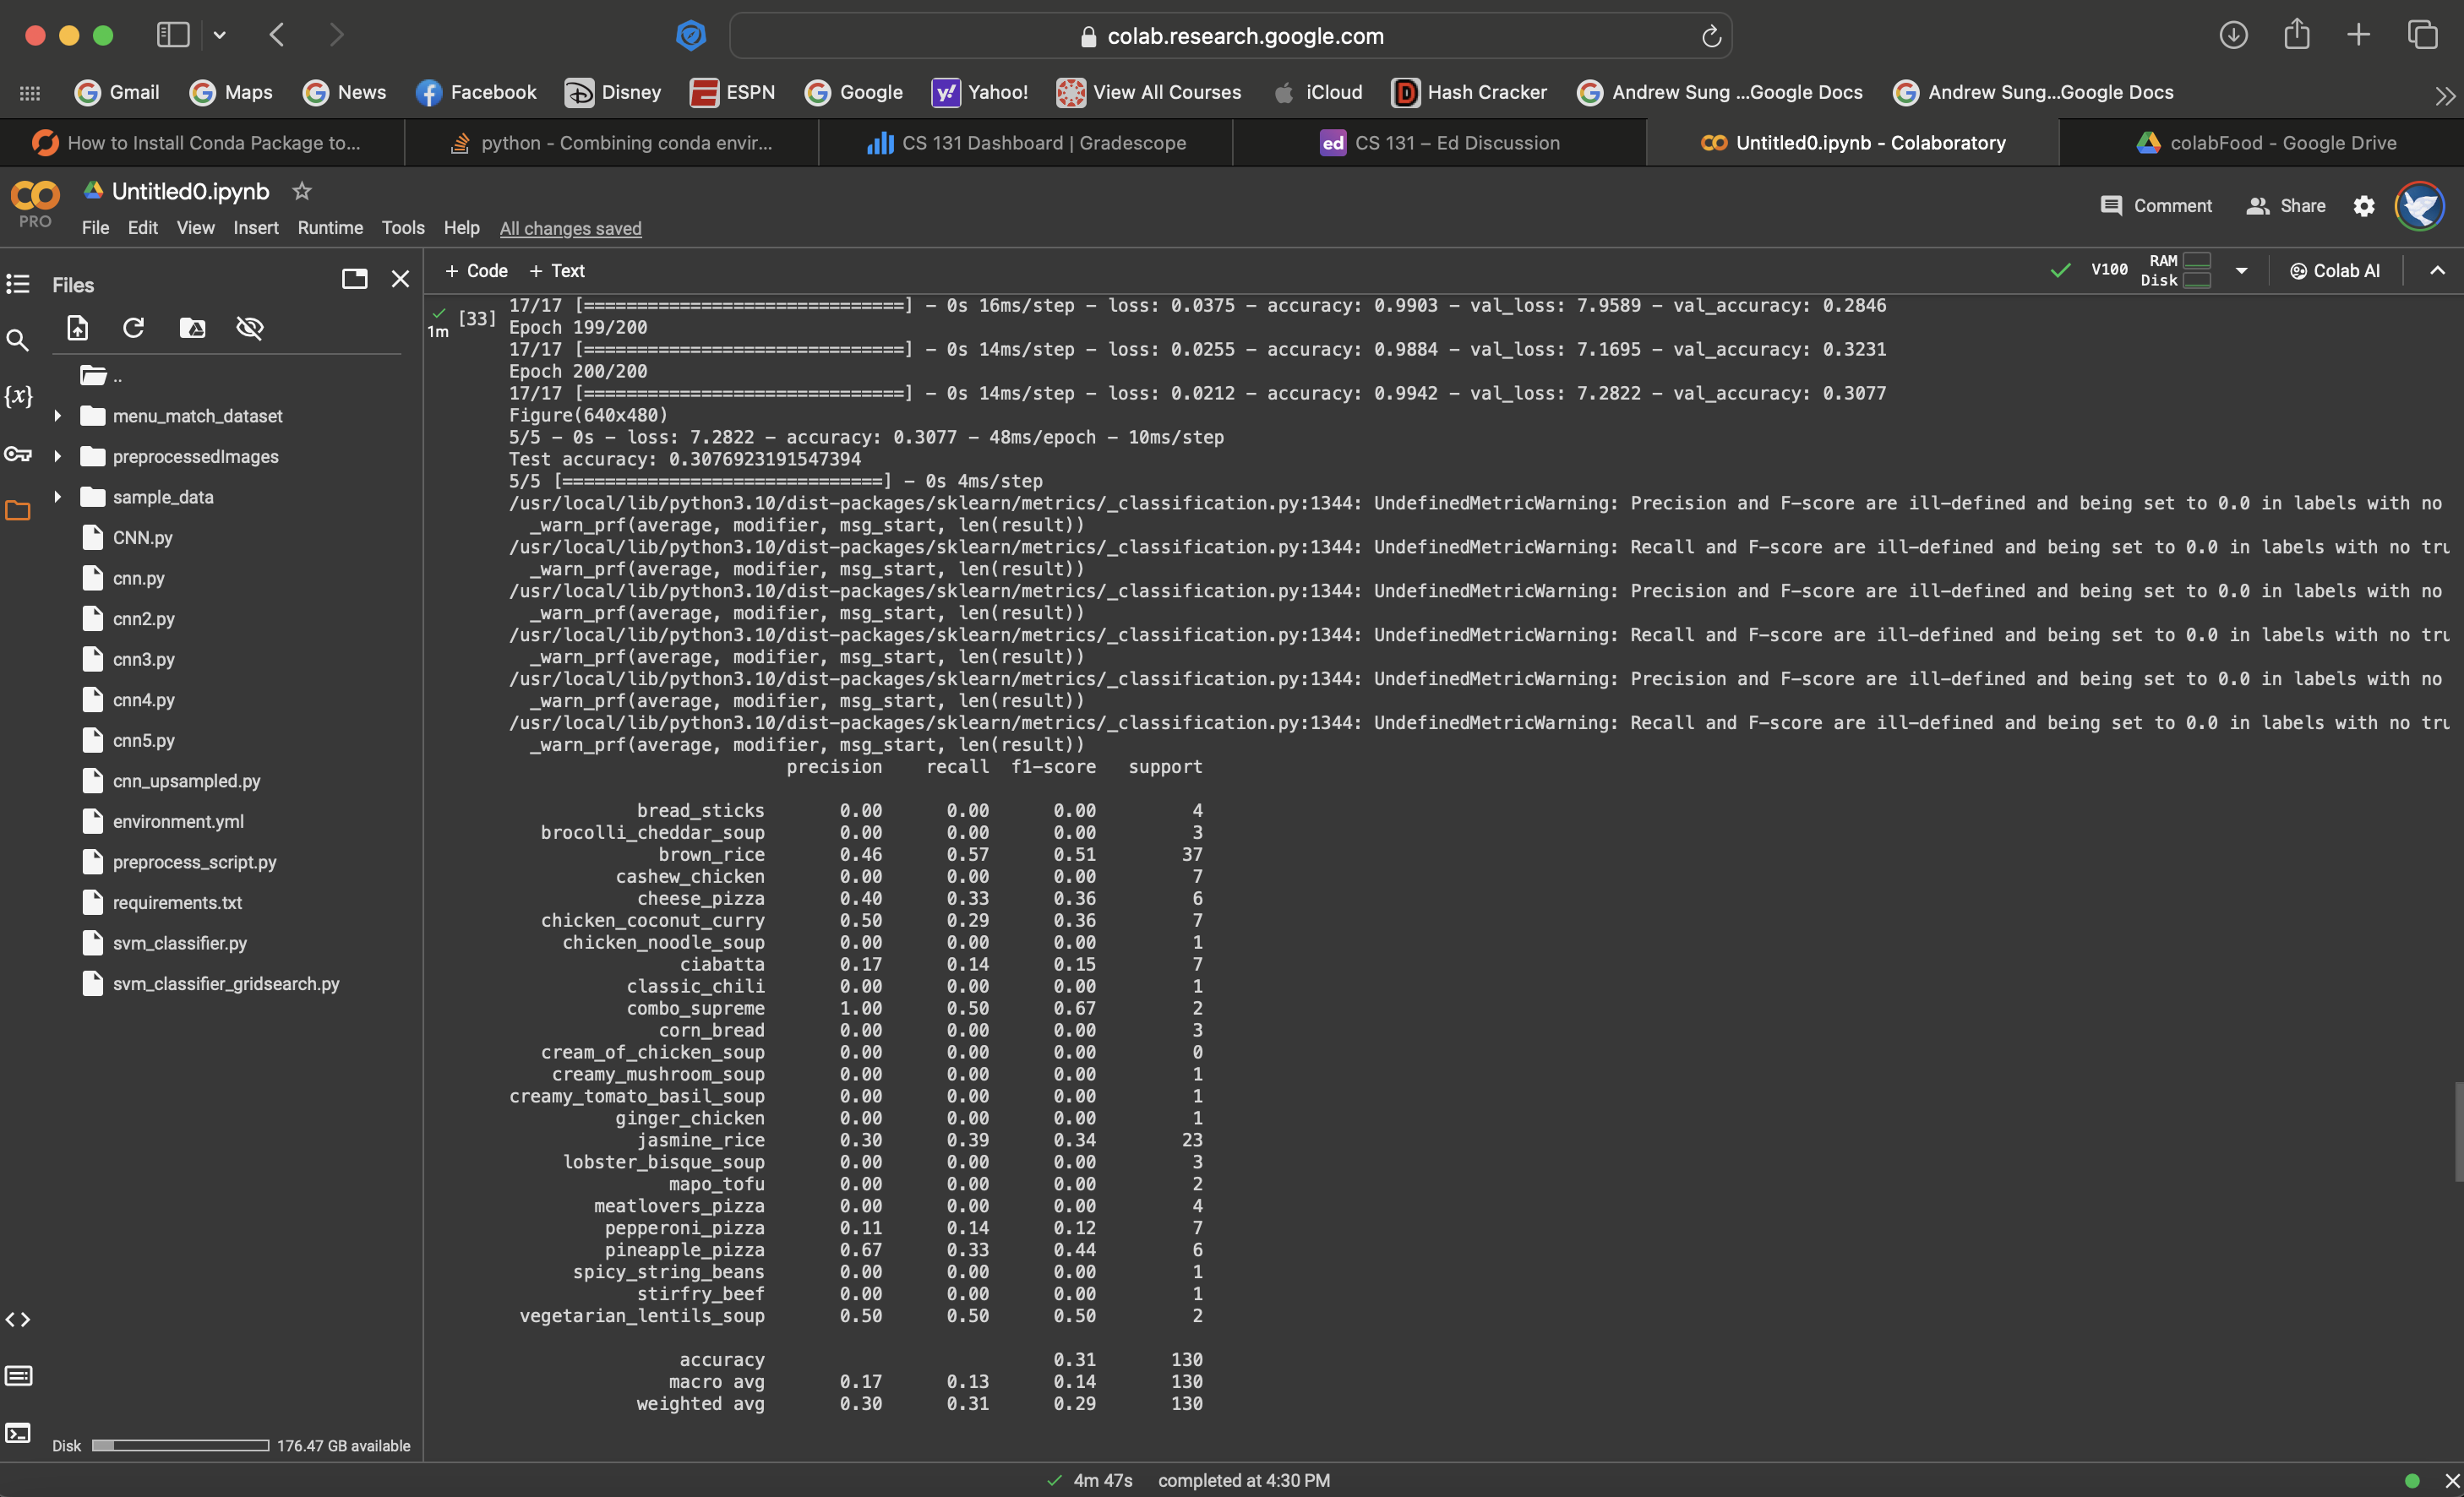 colab.research.google.com
Gmail Maps News Facebook Disney ESPN Google Yahoo! View All Courses iCloud Hash Cracker Andrew Sung ...Google Docs Andrew Sung...Google Docs
How to Install Conda Package to... python - Combining conda envir... CS 131 Dashboard | Gradescope ed CS 131 – Ed Discussion Untitled0.ipynb - Colaboratory colabFood - Google Drive
Untitled0.ipynb
PRO
File Edit View Insert Runtime Tools Help All changes saved
Comment Share
Files
+ Code + Text
V100 RAM Disk Colab AI
..
menu_match_dataset
preprocessedImages
sample_data
CNN.py
cnn.py
cnn2.py
cnn3.py
cnn4.py
cnn5.py
cnn_upsampled.py
environment.yml
preprocess_script.py
requirements.txt
svm_classifier.py
svm_classifier_gridsearch.py
Disk 176.47 GB available
1m [33]
17/17 [==============================] - 0s 16ms/step - loss: 0.0375 - accuracy: 0.9903 - val_loss: 7.9589 - val_accuracy: 0.2846
Epoch 199/200
17/17 [==============================] - 0s 14ms/step - loss: 0.0255 - accuracy: 0.9884 - val_loss: 7.1695 - val_accuracy: 0.3231
Epoch 200/200
17/17 [==============================] - 0s 14ms/step - loss: 0.0212 - accuracy: 0.9942 - val_loss: 7.2822 - val_accuracy: 0.3077
Figure(640x480)
5/5 - 0s - loss: 7.2822 - accuracy: 0.3077 - 48ms/epoch - 10ms/step
Test accuracy: 0.3076923191547394
5/5 [==============================] - 0s 4ms/step
/usr/local/lib/python3.10/dist-packages/sklearn/metrics/_classification.py:1344: UndefinedMetricWarning: Precision and F-score are ill-defined and being set to 0.0 in labels with no
_warn_prf(average, modifier, msg_start, len(result))
/usr/local/lib/python3.10/dist-packages/sklearn/metrics/_classification.py:1344: UndefinedMetricWarning: Recall and F-score are ill-defined and being set to 0.0 in labels with no tru
_warn_prf(average, modifier, msg_start, len(result))
/usr/local/lib/python3.10/dist-packages/sklearn/metrics/_classification.py:1344: UndefinedMetricWarning: Precision and F-score are ill-defined and being set to 0.0 in labels with no
_warn_prf(average, modifier, msg_start, len(result))
/usr/local/lib/python3.10/dist-packages/sklearn/metrics/_classification.py:1344: UndefinedMetricWarning: Recall and F-score are ill-defined and being set to 0.0 in labels with no tru
_warn_prf(average, modifier, msg_start, len(result))
/usr/local/lib/python3.10/dist-packages/sklearn/metrics/_classification.py:1344: UndefinedMetricWarning: Precision and F-score are ill-defined and being set to 0.0 in labels with no
_warn_prf(average, modifier, msg_start, len(result))
/usr/local/lib/python3.10/dist-packages/sklearn/metrics/_classification.py:1344: UndefinedMetricWarning: Recall and F-score are ill-defined and being set to 0.0 in labels with no tru
_warn_prf(average, modifier, msg_start, len(result))
precision recall f1-score support
bread_sticks 0.00 0.00 0.00 4
brocolli_cheddar_soup 0.00 0.00 0.00 3
brown_rice 0.46 0.57 0.51 37
cashew_chicken 0.00 0.00 0.00 7
cheese_pizza 0.40 0.33 0.36 6
chicken_coconut_curry 0.50 0.29 0.36 7
chicken_noodle_soup 0.00 0.00 0.00 1
ciabatta 0.17 0.14 0.15 7
classic_chili 0.00 0.00 0.00 1
combo_supreme 1.00 0.50 0.67 2
corn_bread 0.00 0.00 0.00 3
cream_of_chicken_soup 0.00 0.00 0.00 0
creamy_mushroom_soup 0.00 0.00 0.00 1
creamy_tomato_basil_soup 0.00 0.00 0.00 1
ginger_chicken 0.00 0.00 0.00 1
jasmine_rice 0.30 0.39 0.34 23
lobster_bisque_soup 0.00 0.00 0.00 3
mapo_tofu 0.00 0.00 0.00 2
meatlovers_pizza 0.00 0.00 0.00 4
pepperoni_pizza 0.11 0.14 0.12 7
pineapple_pizza 0.67 0.33 0.44 6
spicy_string_beans 0.00 0.00 0.00 1
stirfry_beef 0.00 0.00 0.00 1
vegetarian_lentils_soup 0.50 0.50 0.50 2
accuracy 0.31 130
macro avg 0.17 0.13 0.14 130
weighted avg 0.30 0.31 0.29 130
4m 47s completed at 4:30 PM